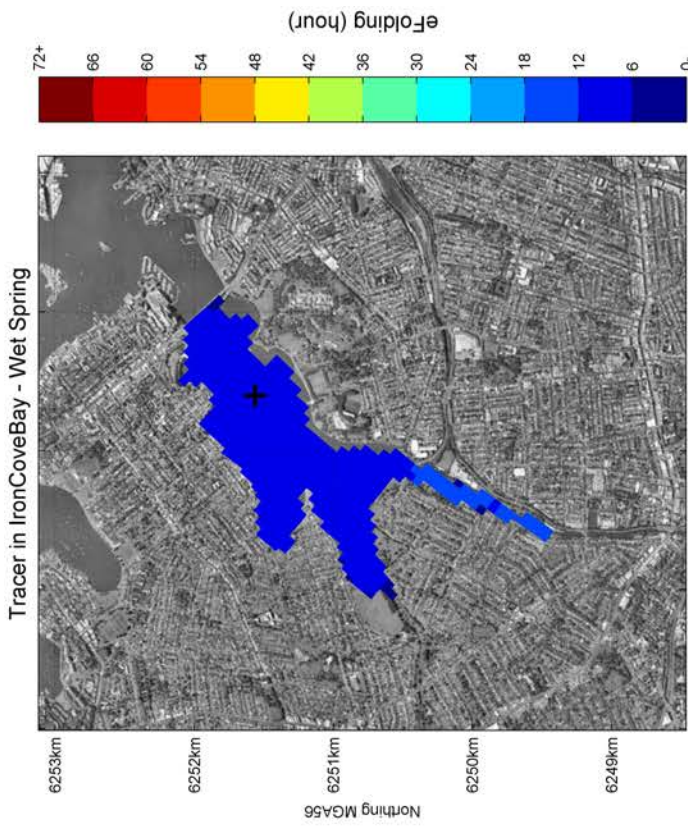 Tracer in IronCoveBay - Wet Spring
6253km
6252km
6251km
6250km
6249km
Northing MGA56
72+
66
60
54
48
42
36
30
24
18
12
6
0
eFolding (hour)